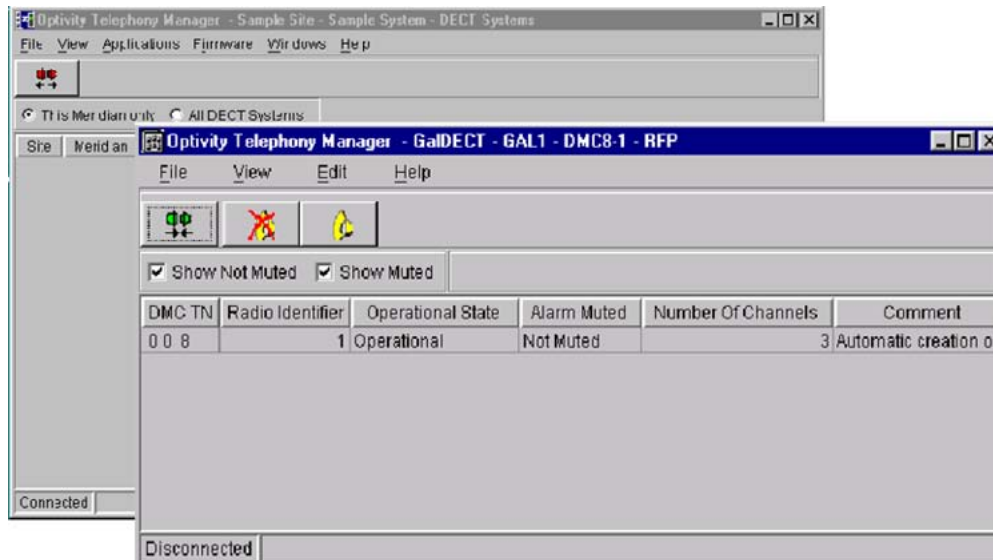 Optivity Telephony Manager - Sample Site - Sample System - DECT Systems
File View Applications Firmware Windows Help
This Meridian only All DECT Systems
Site Meridian
Connected
Optivity Telephony Manager - GalDECT - GAL1 - DMC8-1 - RFP
File View Edit Help
Show Not Muted Show Muted
DMC TN Radio Identifier Operational State Alarm Muted Number Of Channels Comment
0 0 8 1 Operational Not Muted 3 Automatic creation o
Disconnected